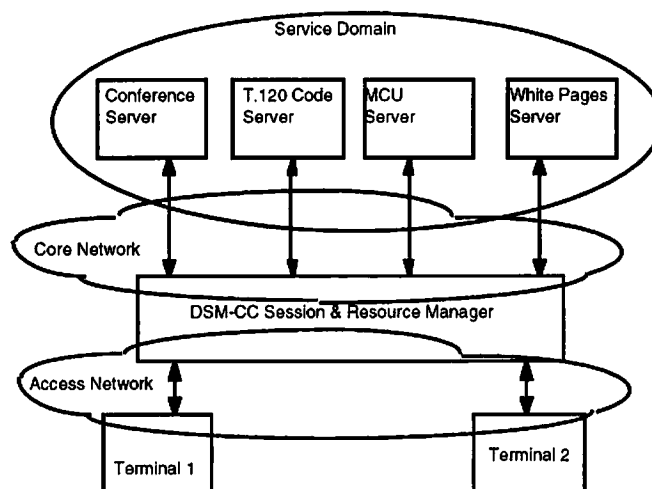 Service Domain
Conference
Server
T.120 Code
Server
MCU
Server
White Pages
Server
Core Network
DSM-CC Session & Resource Manager
Access Network
Terminal 1
Terminal 2